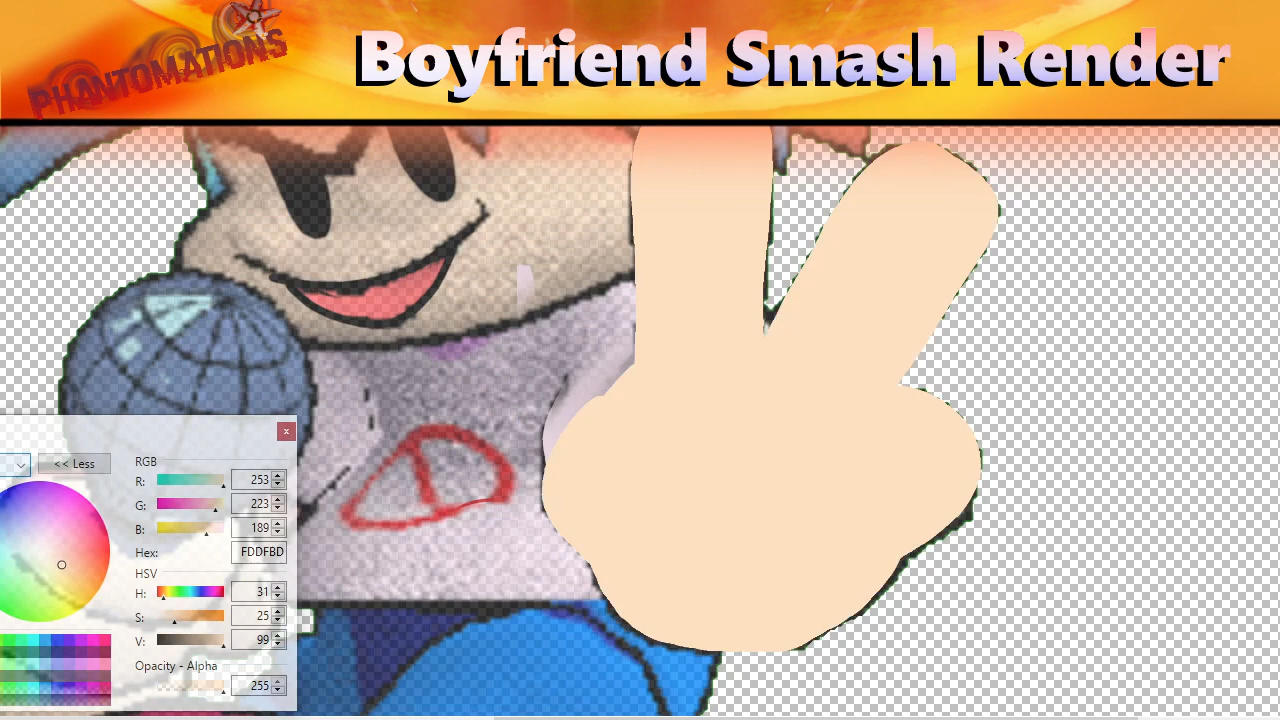 PHANTOMATIONS
Boyfriend Smash Render
x
<< Less
RGB
R: 253
G: 223
B: 189
Hex: FDDFBD
HSV
H: 31
S: 25
V: 99
Opacity - Alpha
255